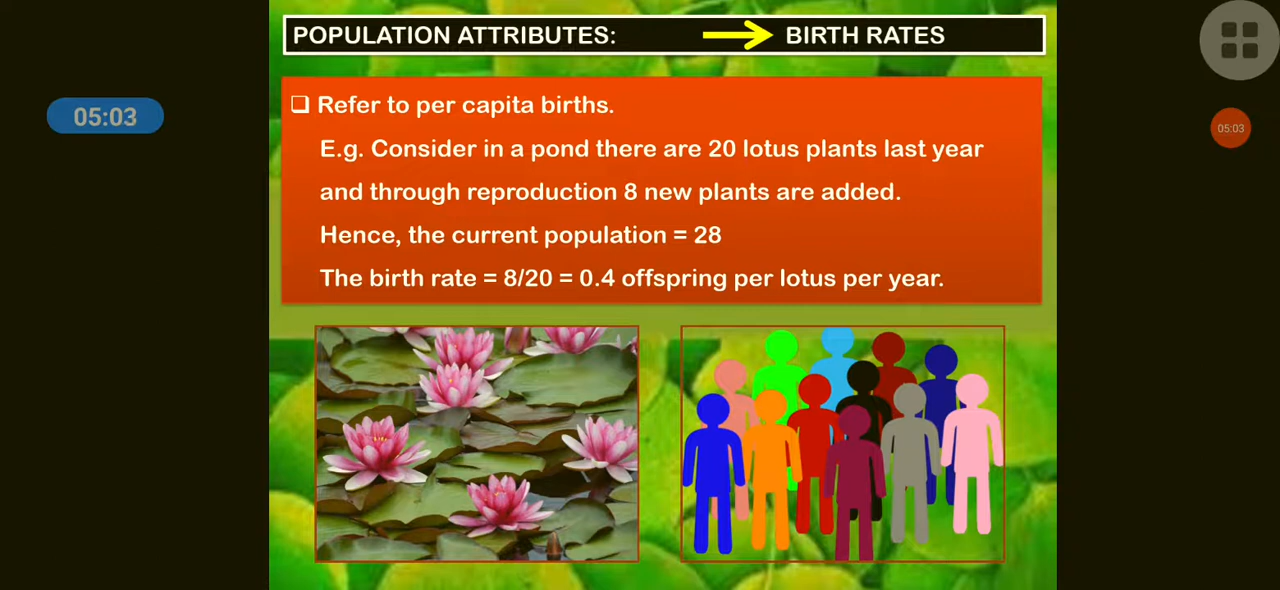 POPULATION ATTRIBUTES: BIRTH RATES
05:03
05:03
Refer to per capita births.
E.g. Consider in a pond there are 20 lotus plants last year
and through reproduction 8 new plants are added.
Hence, the current population = 28
The birth rate = 8/20 = 0.4 offspring per lotus per year.